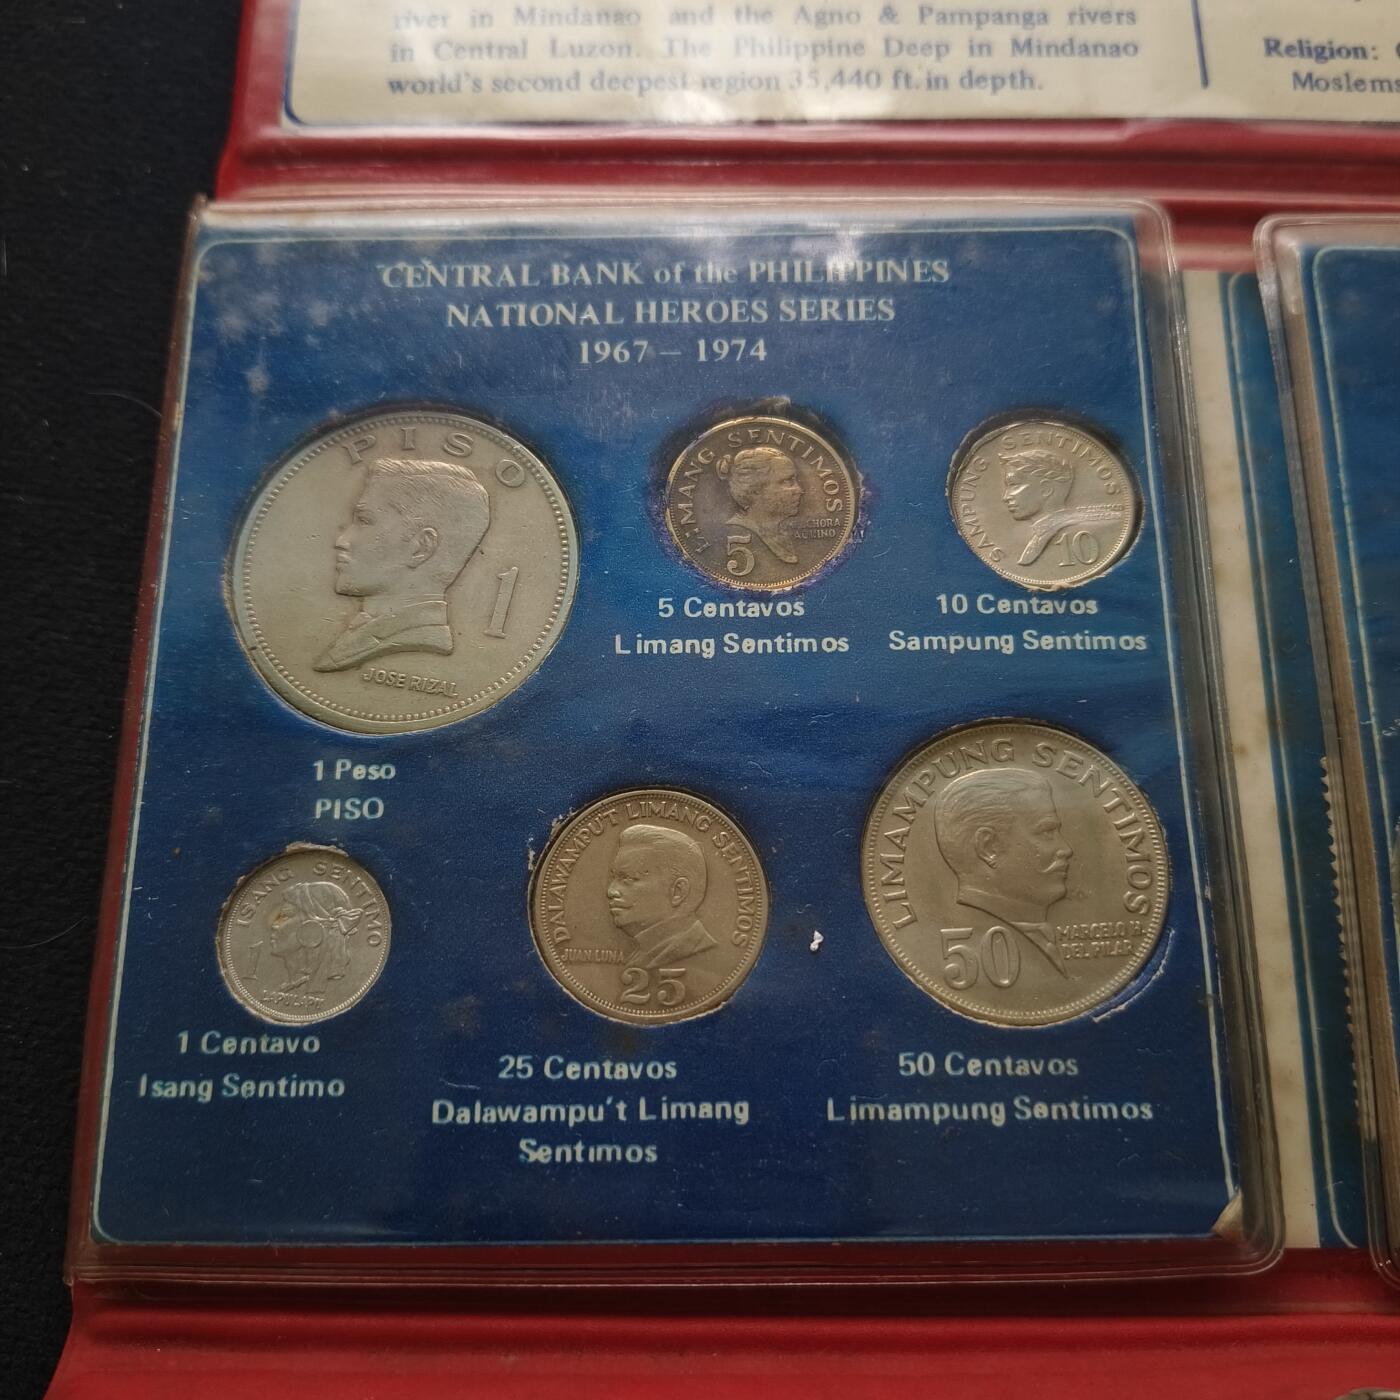 river in Mindanao and the Agno & Pampanga rivers
in Central Luzon. The Philippine Deep in Mindanao
world's second deepest region 35,440 ft. in depth.
Religion:
Moslems
CENTRAL BANK of the PHILIPPINES
NATIONAL HEROES SERIES
1967 – 1974
PISO
1
JOSE RIZAL
1 Peso
PISO
LIMANG SENTIMOS
5
MELCHORA
AQUINO
5 Centavos
Limang Sentimos
SAMPUNG SENTIMOS
10
10 Centavos
Sampung Sentimos
ISANG SENTIMO
1
LAPULAPU
1 Centavo
Isang Sentimo
DALAWAMPU'T LIMANG SENTIMOS
JUAN LUNA
25
25 Centavos
Dalawampu't Limang
Sentimos
LIMAMPUNG SENTIMOS
50
MARCELO H.
DEL PILAR
50 Centavos
Limampung Sentimos